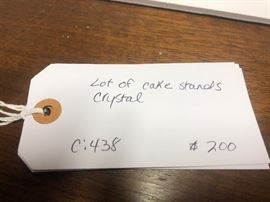 Lot of cake stands
Crystal
C:438 $200